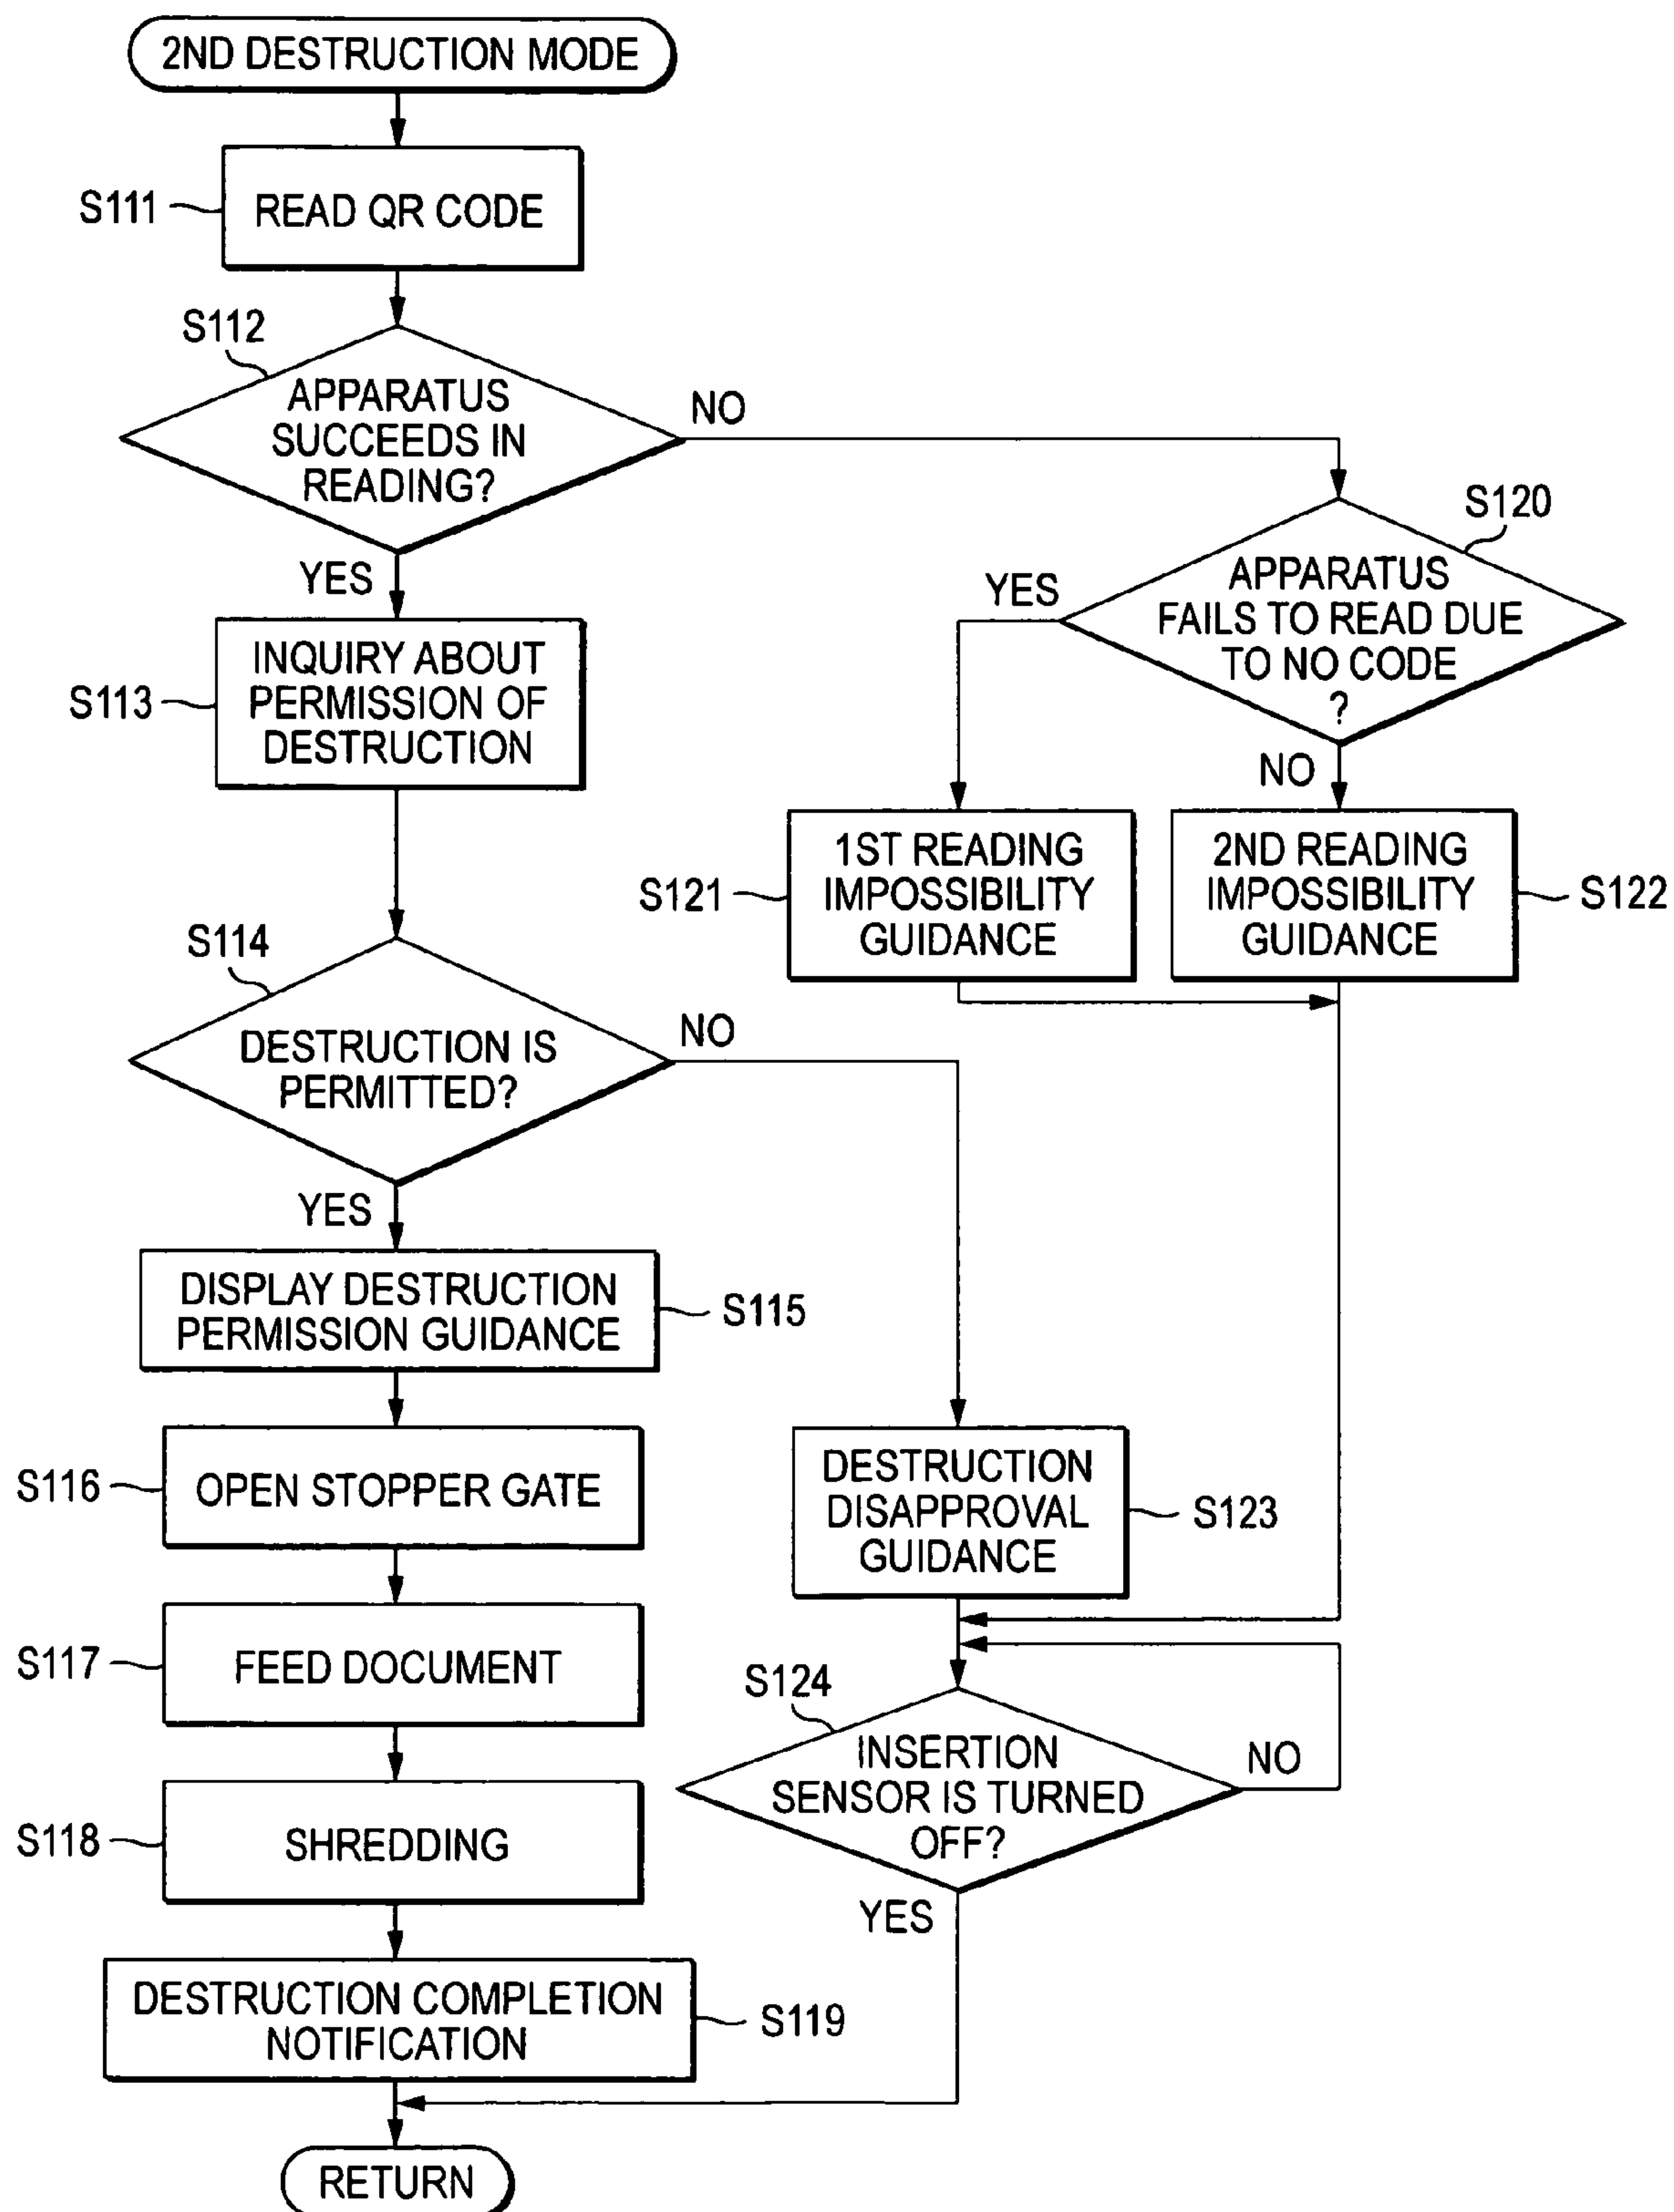 2ND DESTRUCTION MODE
S111
READ QR CODE
S112
APPARATUS
SUCCEEDS IN
READING?
NO
YES
S120
APPARATUS
FAILS TO READ DUE
TO NO CODE
?
YES
NO
S113
INQUIRY ABOUT
PERMISSION OF
DESTRUCTION
S121
1ST READING
IMPOSSIBILITY
GUIDANCE
2ND READING
IMPOSSIBILITY
GUIDANCE
S122
S114
DESTRUCTION IS
PERMITTED?
NO
YES
DISPLAY DESTRUCTION
PERMISSION GUIDANCE
S115
S116
OPEN STOPPER GATE
DESTRUCTION
DISAPPROVAL
GUIDANCE
S123
S117
FEED DOCUMENT
S124
INSERTION
SENSOR IS TURNED
OFF?
NO
YES
S118
SHREDDING
DESTRUCTION COMPLETION
NOTIFICATION
S119
RETURN